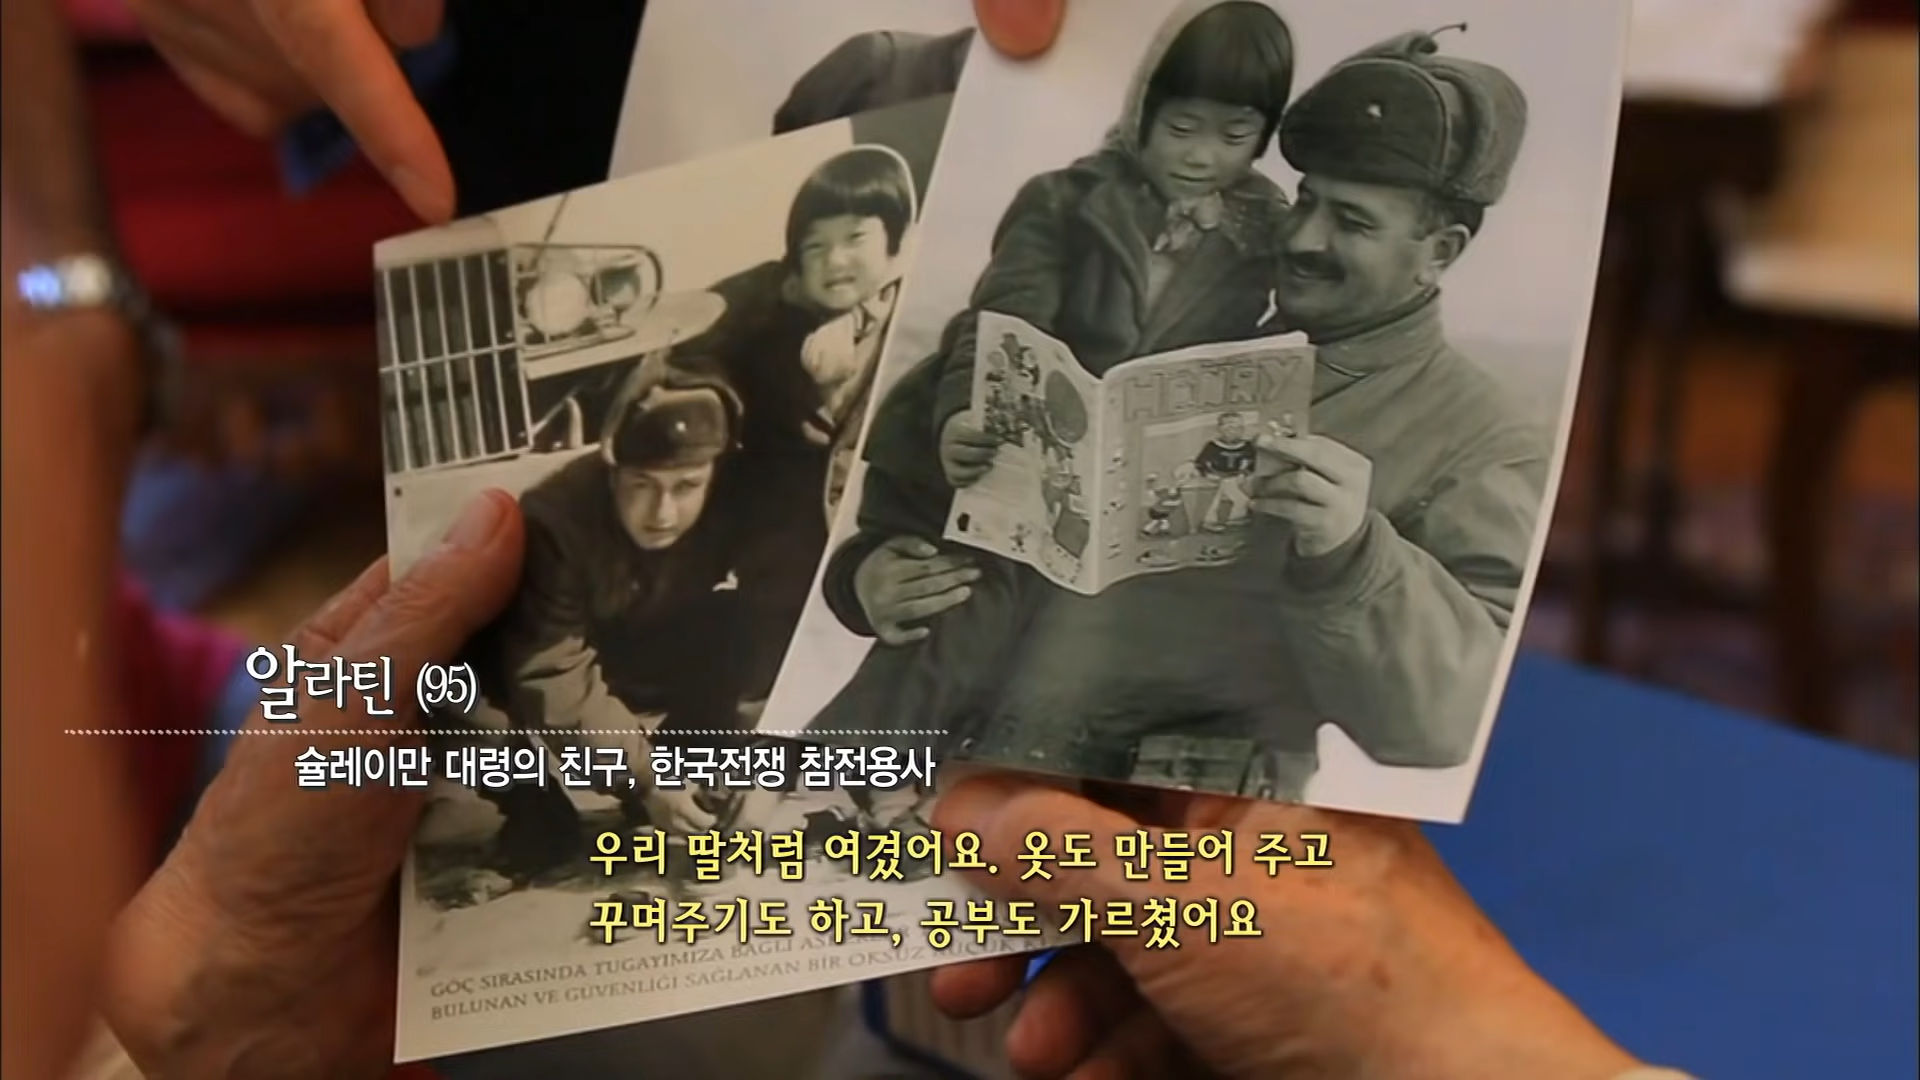 HENRY
알라틴 (95)
슐레이만 대령의 친구, 한국전쟁 참전용사
우리 딸처럼 여겼어요. 옷도 만들어 주고
꾸며주기도 하고, 공부도 가르쳤어요
GÖÇ SIRASINDA TUGAYIMIZA BAĞLI
BULUNAN VE GÜVENLİĞİ SAĞLANAN BİR ÖKSÜZ KÜÇÜK